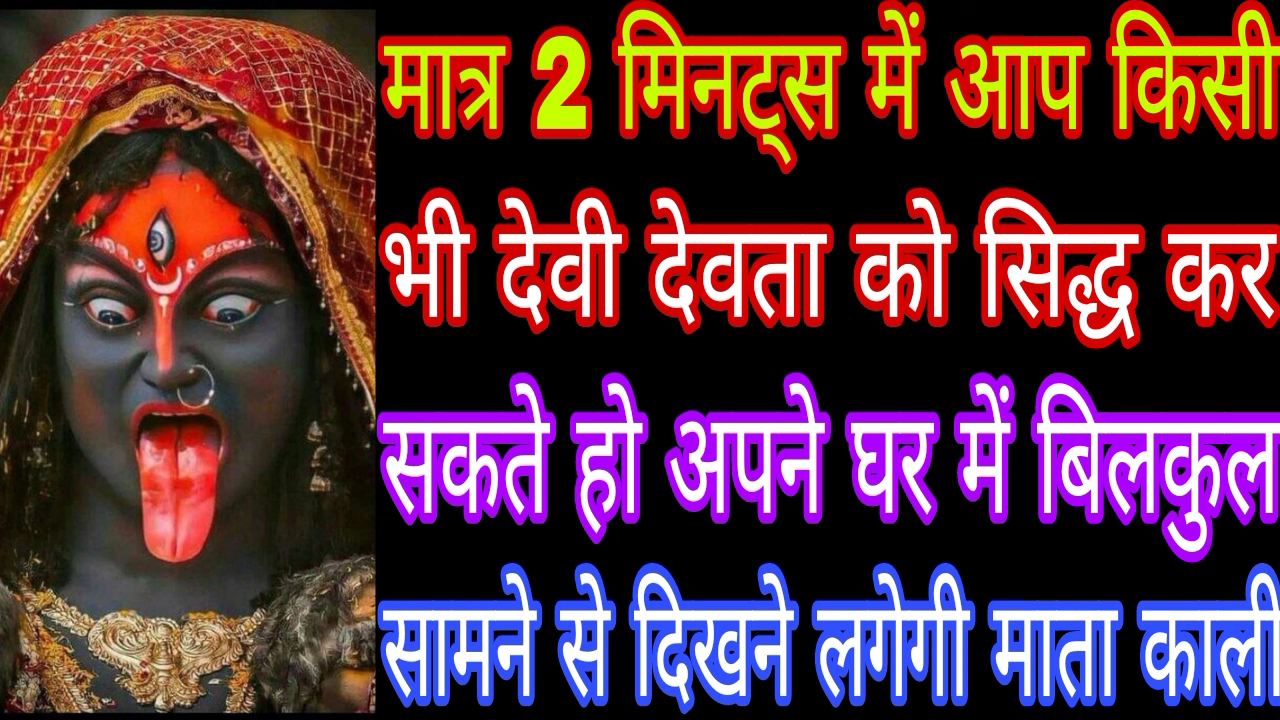 मात्र 2 मिनट्स में आप किसी
भी देवी देवता को सिद्ध कर
सकते हो अपने घर में बिलकुल
सामने से दिखने लगेगी माता काली